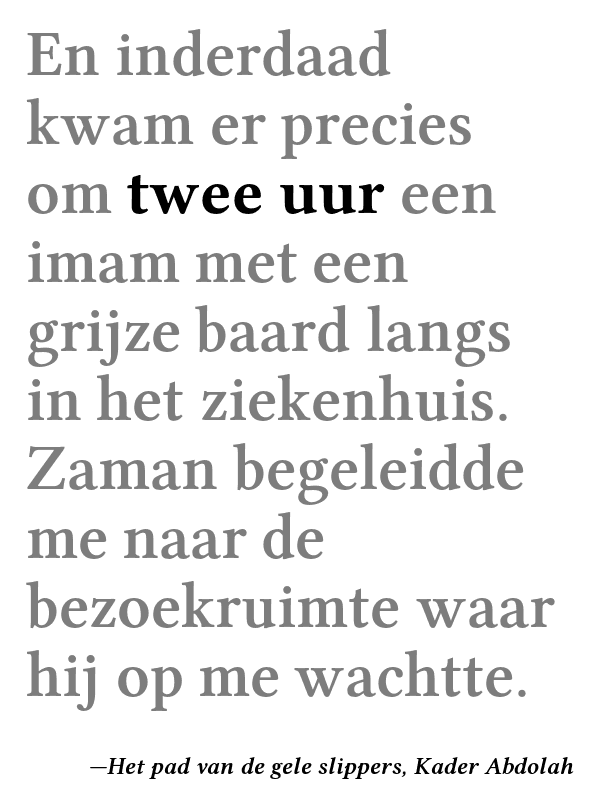 En inderdaad
kwam er precies
om twee uur een
imam met een
grijze baard langs
in het ziekenhuis.
Zaman begeleidde
me naar de
bezoekruimte waar
hij op me wachtte.
—Het pad van de gele slippers, Kader Abdolah